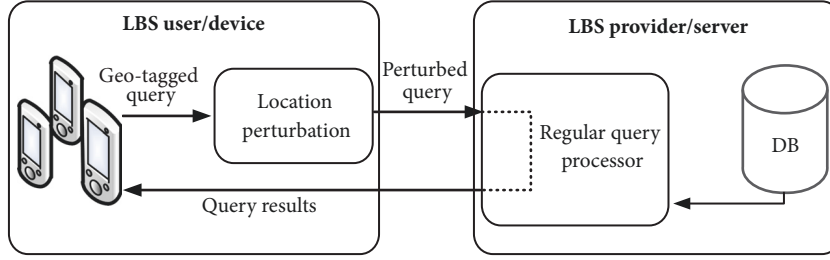 LBS user/device
LBS provider/server
Geo-tagged
query
Location
perturbation
Perturbed
query
Regular query
processor
DB
Query results